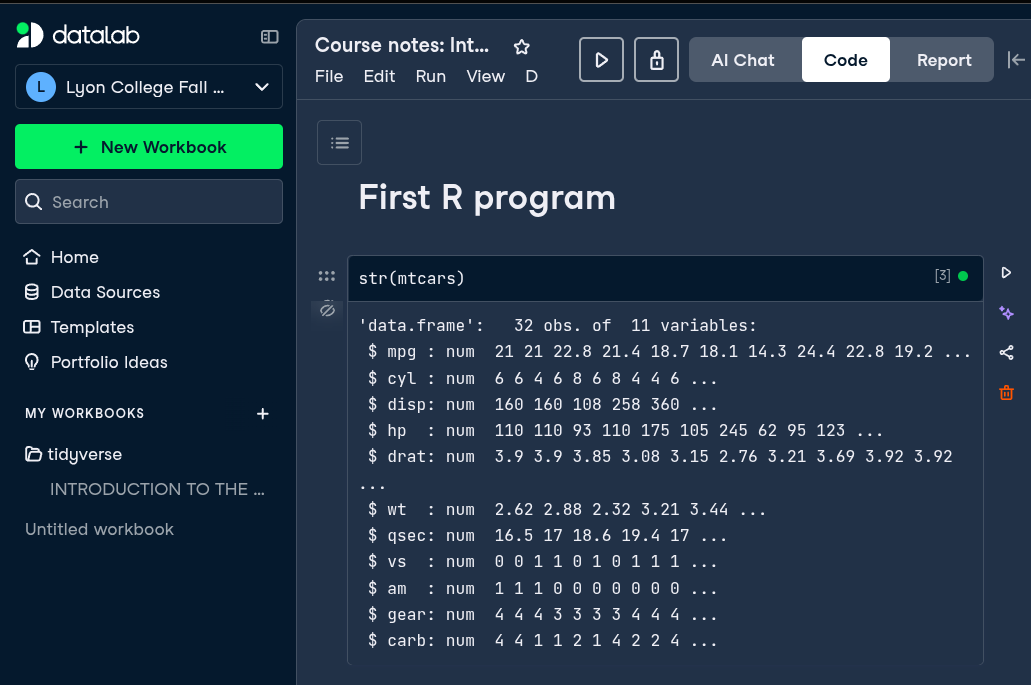 datalab
L Lyon College Fall ...
+ New Workbook
Search
Home
Data Sources
Templates
Portfolio Ideas
MY WORKBOOKS +
tidyverse
INTRODUCTION TO THE ...
Untitled workbook
Course notes: Int...
File Edit Run View D
AI Chat Code Report
First R program
str(mtcars) [3]
'data.frame':   32 obs. of  11 variables:
 $ mpg : num  21 21 22.8 21.4 18.7 18.1 14.3 24.4 22.8 19.2 ...
 $ cyl : num  6 6 4 6 8 6 8 4 4 6 ...
 $ disp: num  160 160 108 258 360 ...
 $ hp  : num  110 110 93 110 175 105 245 62 95 123 ...
 $ drat: num  3.9 3.9 3.85 3.08 3.15 2.76 3.21 3.69 3.92 3.92
...
 $ wt  : num  2.62 2.88 2.32 3.21 3.44 ...
 $ qsec: num  16.5 17 18.6 19.4 17 ...
 $ vs  : num  0 0 1 1 0 1 0 1 1 1 ...
 $ am  : num  1 1 1 0 0 0 0 0 0 0 ...
 $ gear: num  4 4 4 3 3 3 3 4 4 4 ...
 $ carb: num  4 4 1 1 2 1 4 2 2 4 ...